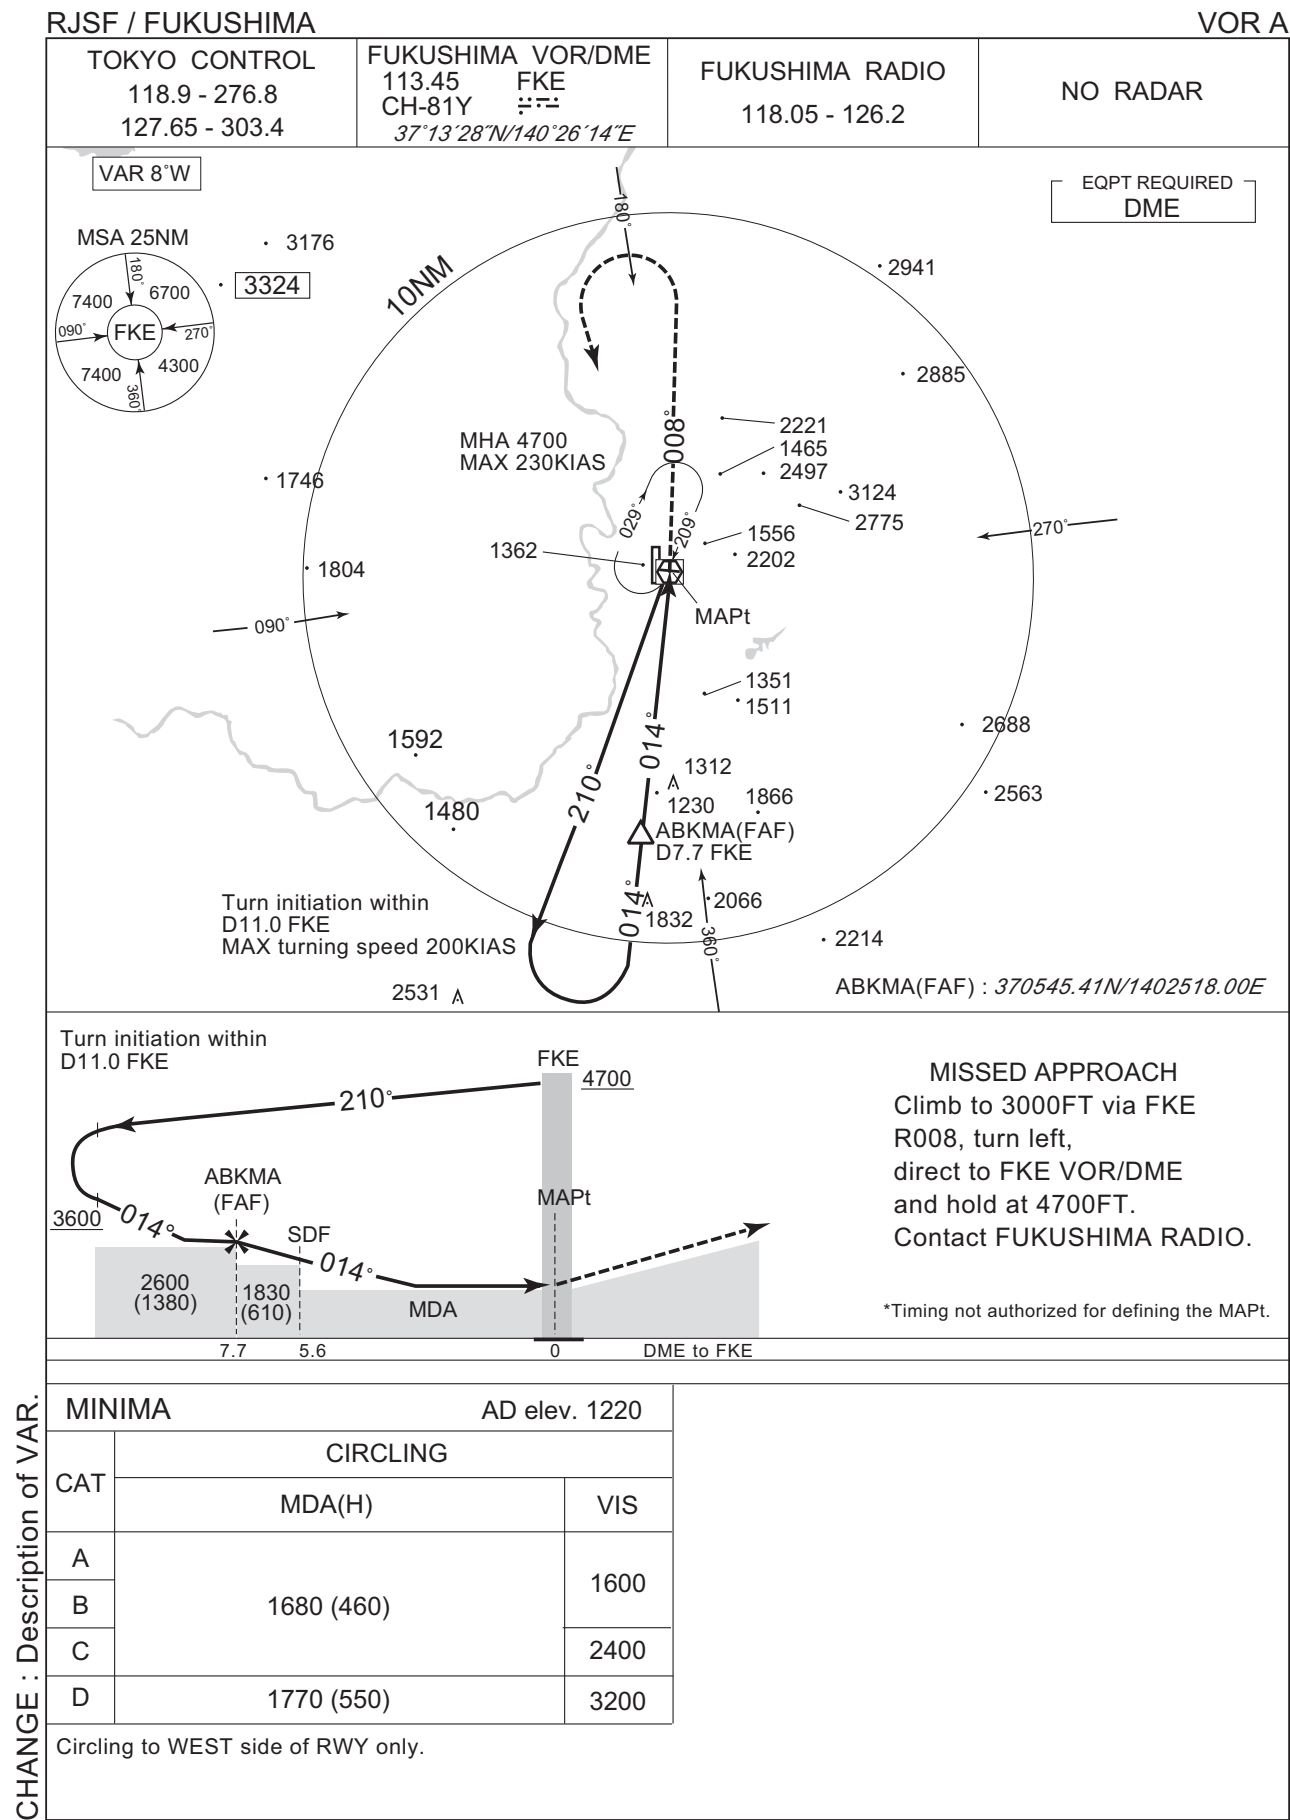 RJSF / FUKUSHIMA
VOR A
TOKYO CONTROL
118.9 - 276.8
127.65 - 303.4
FUKUSHIMA VOR/DME
113.45 FKE
CH-81Y
37°13´28˝N/140°26´14˝E
FUKUSHIMA RADIO
118.05 - 126.2
NO RADAR
VAR 8°W
EQPT REQUIRED
DME
MSA 25NM
180°
7400
6700
090°
FKE
270°
7400
4300
360°
3176
3324
10NM
180°
2941
2885
008°
2221
1465
2497
3124
2775
MHA 4700
MAX 230KIAS
1746
029°
209°
1556
2202
1362
270°
1804
MAPt
090°
1351
1511
2688
014°
1592
1312
210°
1230
1866
2563
1480
ABKMA(FAF)
D7.7 FKE
014°
2066
1832
360°
2214
Turn initiation within
D11.0 FKE
MAX turning speed 200KIAS
2531
ABKMA(FAF) : 370545.41N/1402518.00E
Turn initiation within
D11.0 FKE
FKE
4700
210°
ABKMA
(FAF)
MAPt
3600
014°
SDF
014°
2600
(1380)
1830
(610)
MDA
7.7
5.6
0
DME to FKE
MISSED APPROACH
Climb to 3000FT via FKE
R008, turn left,
direct to FKE VOR/DME
and hold at 4700FT.
Contact FUKUSHIMA RADIO.
*Timing not authorized for defining the MAPt.
MINIMA
AD elev. 1220
CAT
CIRCLING
MDA(H)
VIS
A
B
C
D
1680 (460)
1600
2400
1770 (550)
3200
Circling to WEST side of RWY only.
CHANGE : Description of VAR.